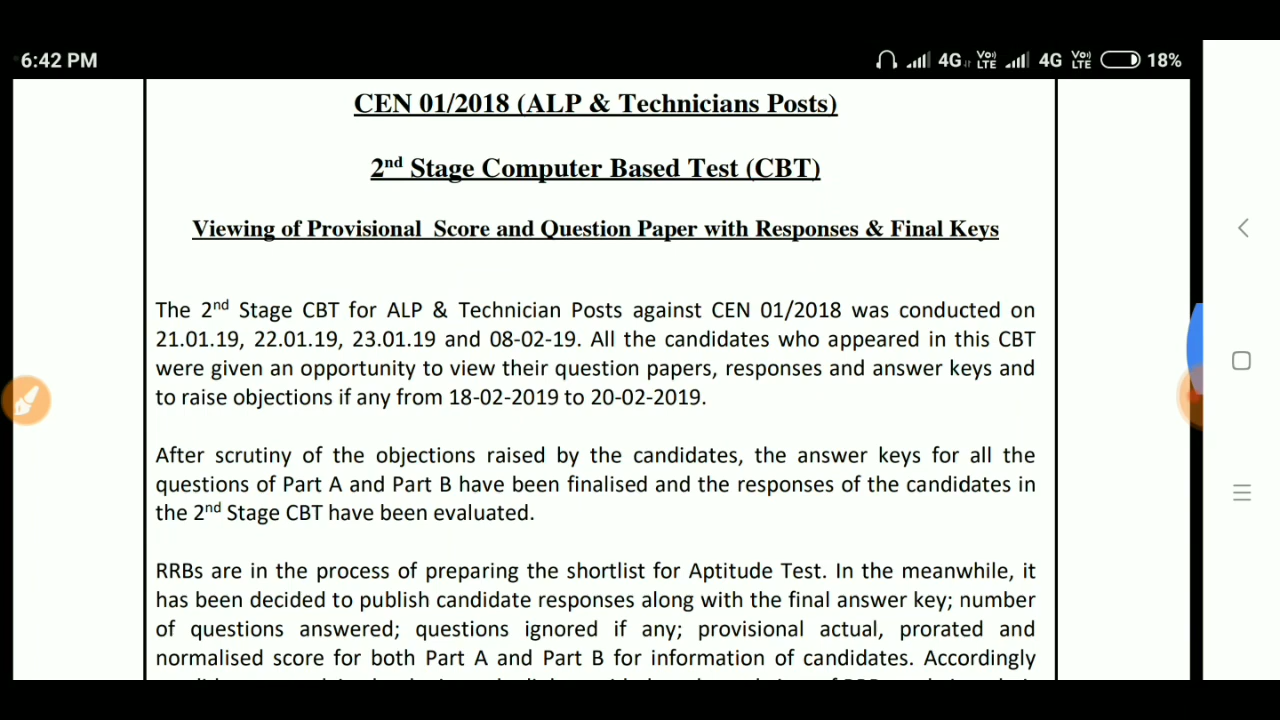 6:42 PM 4G VoLTE 4G VoLTE 18%
CEN 01/2018 (ALP & Technicians Posts)
2nd Stage Computer Based Test (CBT)
Viewing of Provisional Score and Question Paper with Responses & Final Keys
The 2nd Stage CBT for ALP & Technician Posts against CEN 01/2018 was conducted on
21.01.19, 22.01.19, 23.01.19 and 08-02-19. All the candidates who appeared in this CBT
were given an opportunity to view their question papers, responses and answer keys and
to raise objections if any from 18-02-2019 to 20-02-2019.
After scrutiny of the objections raised by the candidates, the answer keys for all the
questions of Part A and Part B have been finalised and the responses of the candidates in
the 2nd Stage CBT have been evaluated.
RRBs are in the process of preparing the shortlist for Aptitude Test. In the meanwhile, it
has been decided to publish candidate responses along with the final answer key; number
of questions answered; questions ignored if any; provisional actual, prorated and
normalised score for both Part A and Part B for information of candidates. Accordingly